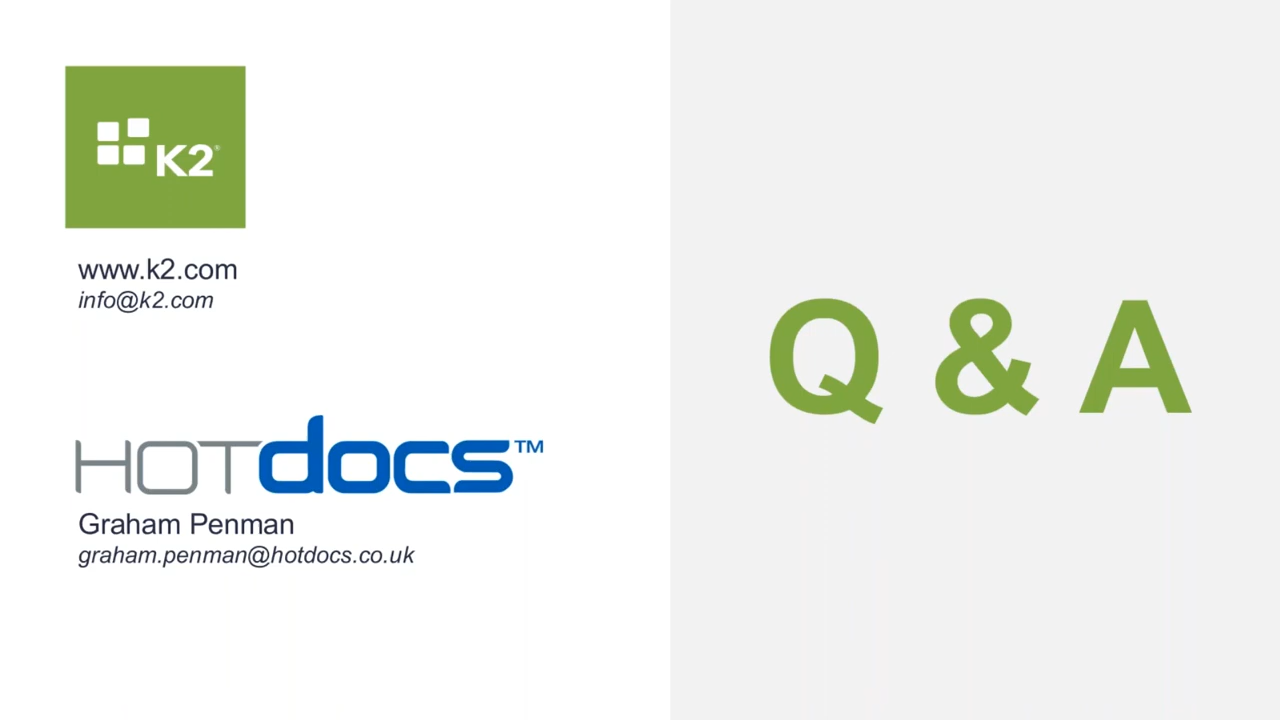 K2®
www.k2.com
info@k2.com
HOTdocs™
Graham Penman
graham.penman@hotdocs.co.uk
Q & A